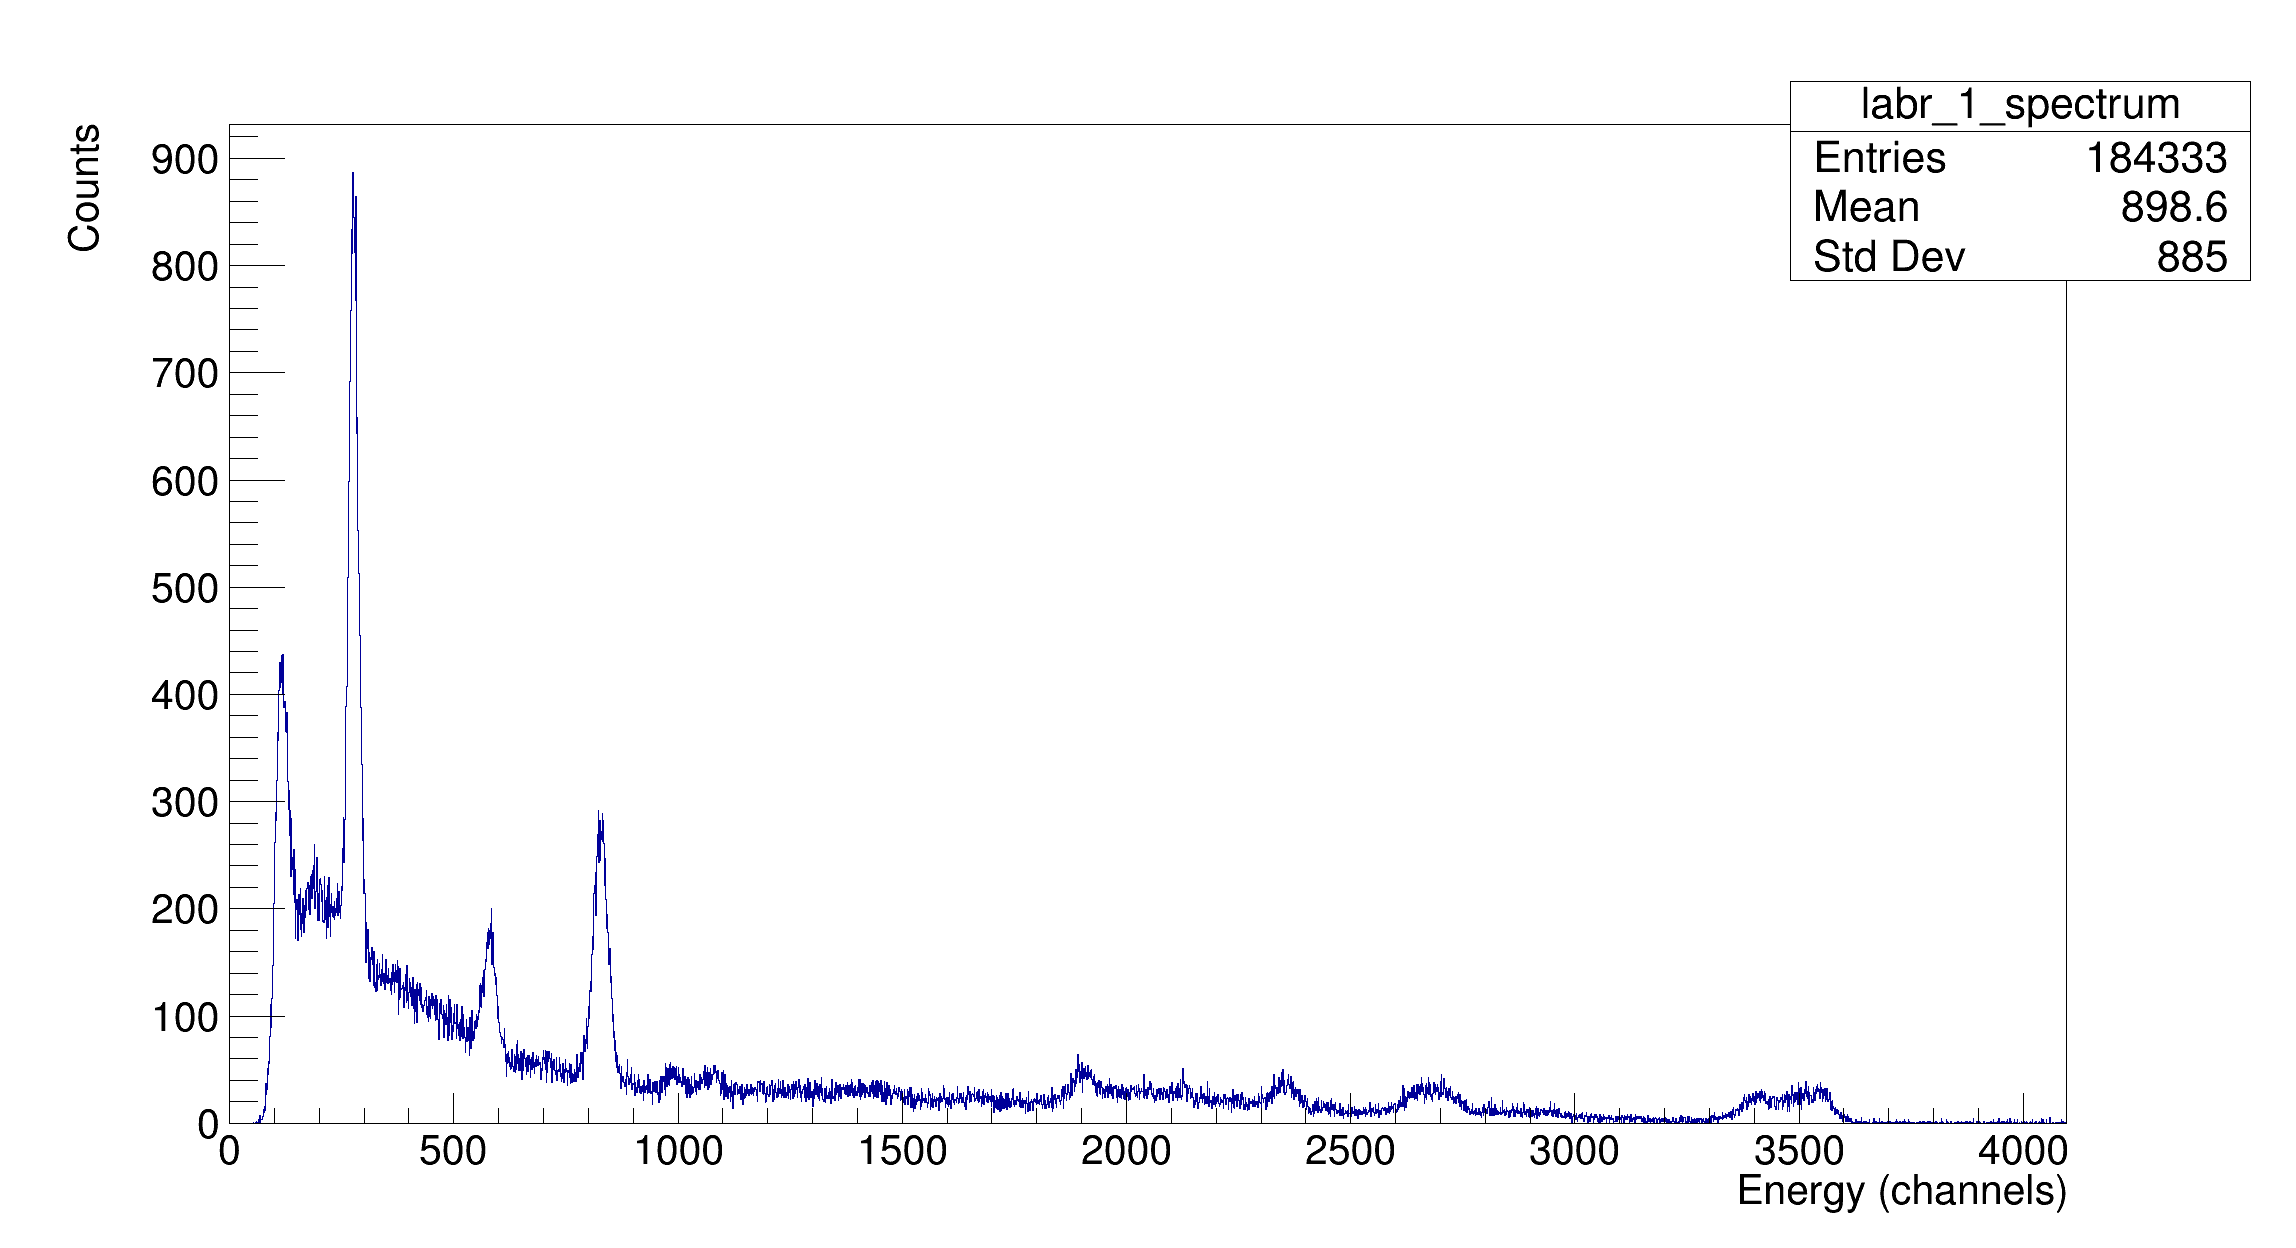 labr_1_spectrum
Entries 184333
Mean 898.6
Std Dev 885
Counts
900
800
700
600
500
400
300
200
100
0
0 500 1000 1500 2000 2500 3000 3500 4000
Energy (channels)